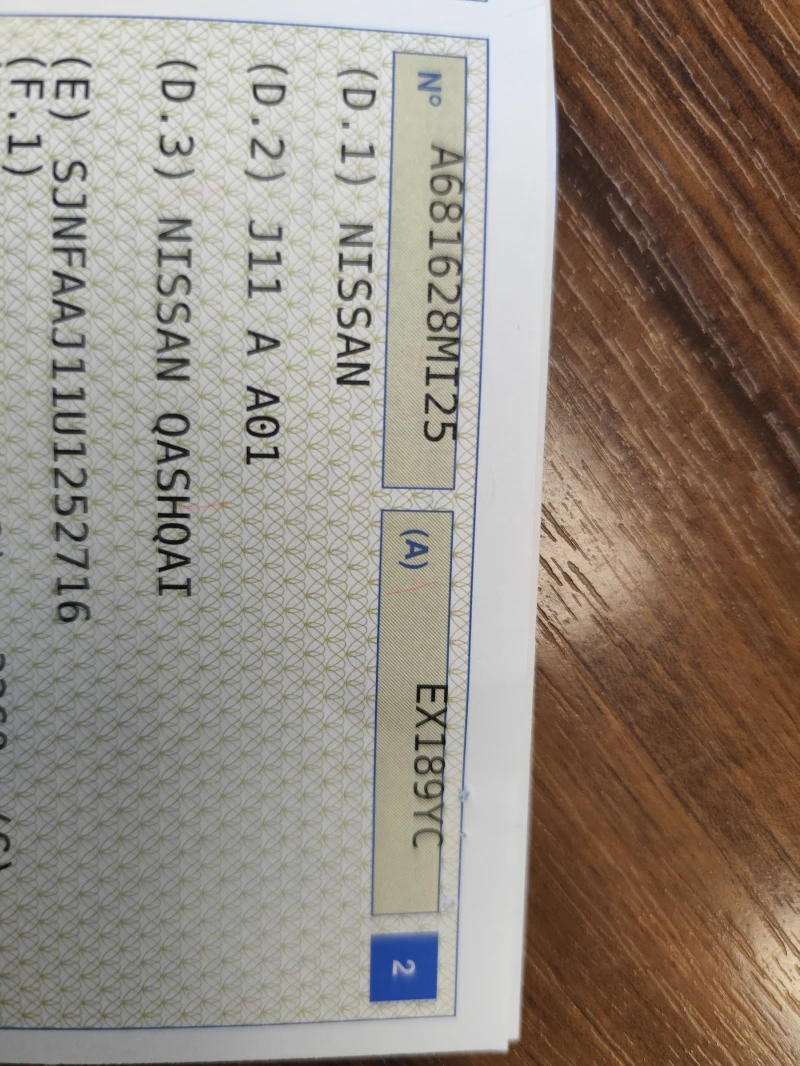 N° A681628MI25 (A) EX189YC 2
(D.1) NISSAN
(D.2) J11 A A01
(D.3) NISSAN QASHQAI
(E) SJNFAAJ11U1252716
(F.1)